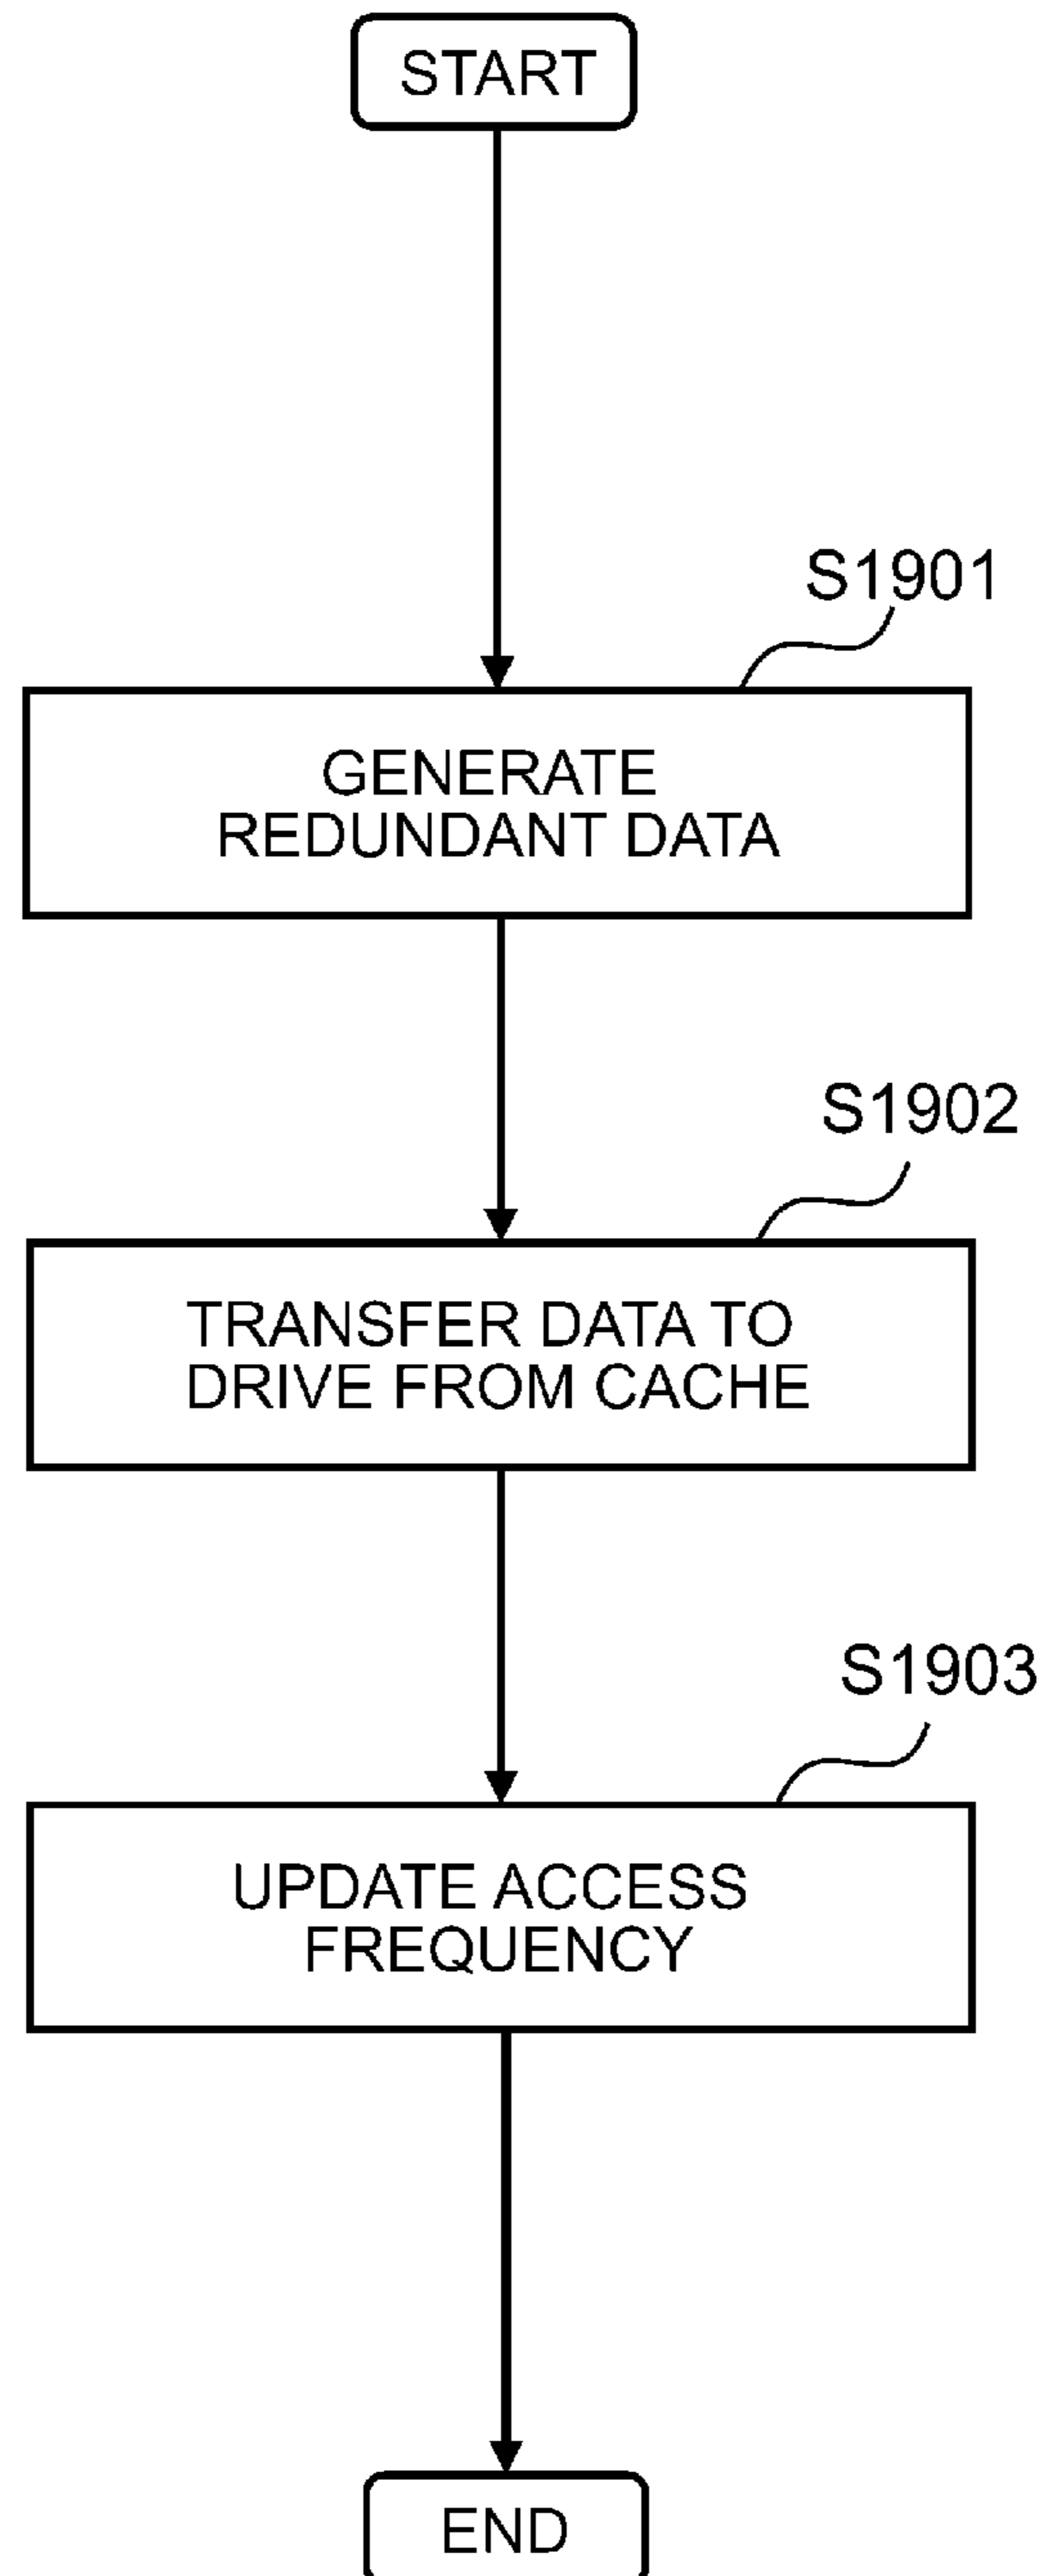 START
S1901
GENERATE
REDUNDANT DATA
S1902
TRANSFER DATA TO
DRIVE FROM CACHE
S1903
UPDATE ACCESS
FREQUENCY
END